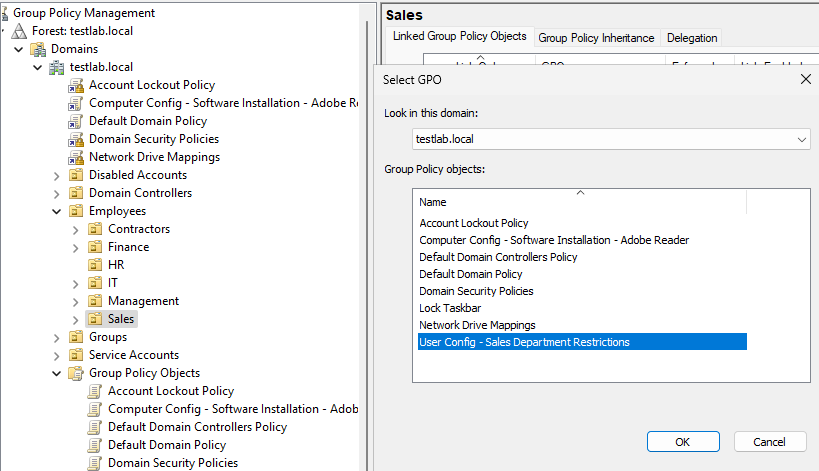 Group Policy Management
Forest: testlab.local
Domains
testlab.local
Account Lockout Policy
Computer Config - Software Installation - Adobe Re
Default Domain Policy
Domain Security Policies
Network Drive Mappings
Disabled Accounts
Domain Controllers
Employees
Contractors
Finance
HR
IT
Management
Sales
Groups
Service Accounts
Group Policy Objects
Account Lockout Policy
Computer Config - Software Installation - Adob
Default Domain Controllers Policy
Default Domain Policy
Domain Security Policies
Sales
Linked Group Policy Objects
Group Policy Inheritance
Delegation
Select GPO
Look in this domain:
testlab.local
Group Policy objects:
Name
Account Lockout Policy
Computer Config - Software Installation - Adobe Reader
Default Domain Controllers Policy
Default Domain Policy
Domain Security Policies
Lock Taskbar
Network Drive Mappings
User Config - Sales Department Restrictions
OK
Cancel